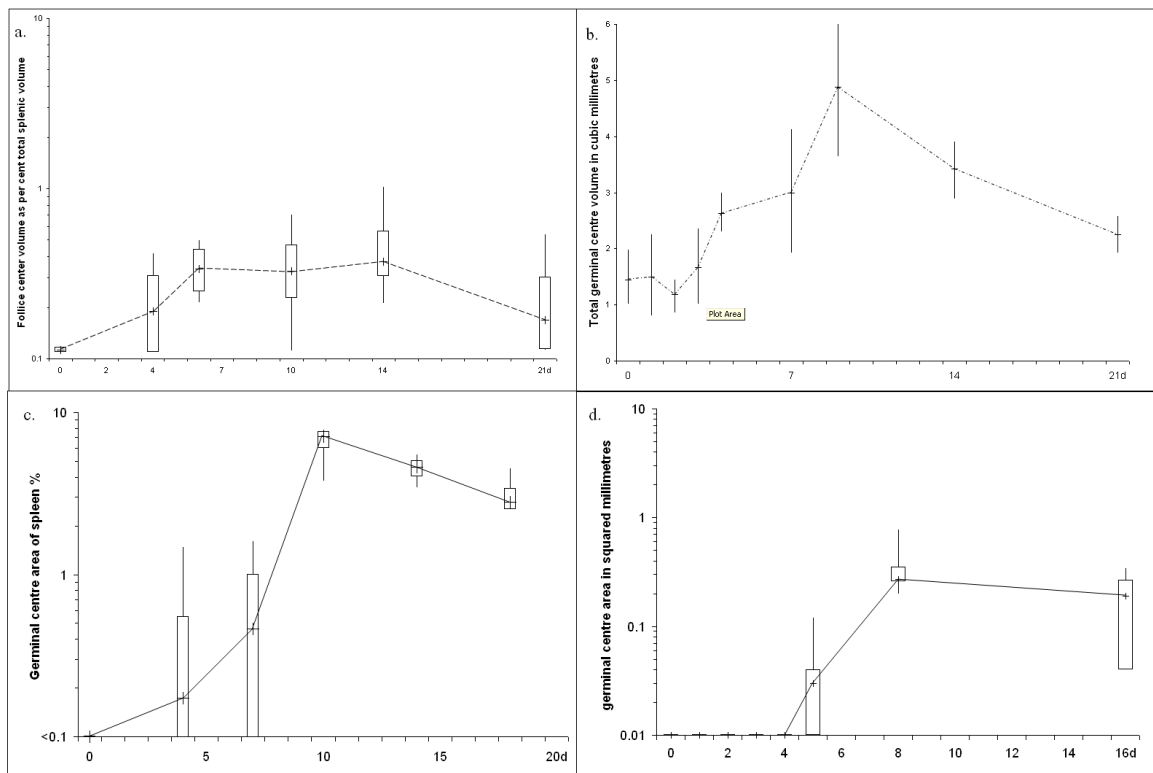 a.
Follice center volume as per cent total splenic volume
10
1
0.1
0 2 4 7 10 14 21d
b.
Total germinal centre volume in cubic millimetres
6
5
4
3
2
1
0
Plot Area
0 7 14 21d
c.
Germinal centre area of spleen %
10
1
<0.1
0 5 10 15 20d
d.
germinal centre area in squared millimetres
10
1
0.1
0.01
0 2 4 6 8 10 12 14 16d